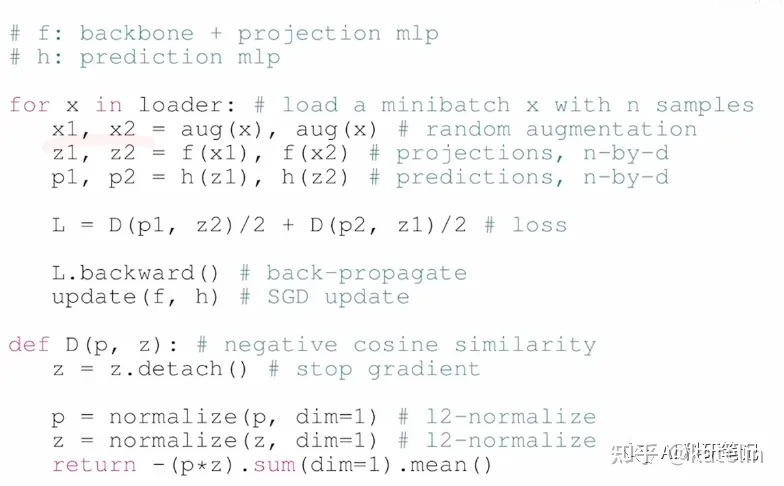 # f: backbone + projection mlp
# h: prediction mlp
for x in loader: # load a minibatch x with n samples
x1, x2 = aug(x), aug(x) # random augmentation
z1, z2 = f(x1), f(x2) # projections, n-by-d
p1, p2 = h(z1), h(z2) # predictions, n-by-d
L = D(p1, z2)/2 + D(p2, z1)/2 # loss
L.backward() # back-propagate
update(f, h) # SGD update
def D(p, z): # negative cosine similarity
z = z.detach() # stop gradient
p = normalize(p, dim=1) # l2-normalize
z = normalize(z, dim=1) # l2-normalize
return -(p*z).sum(dim=1).mean()